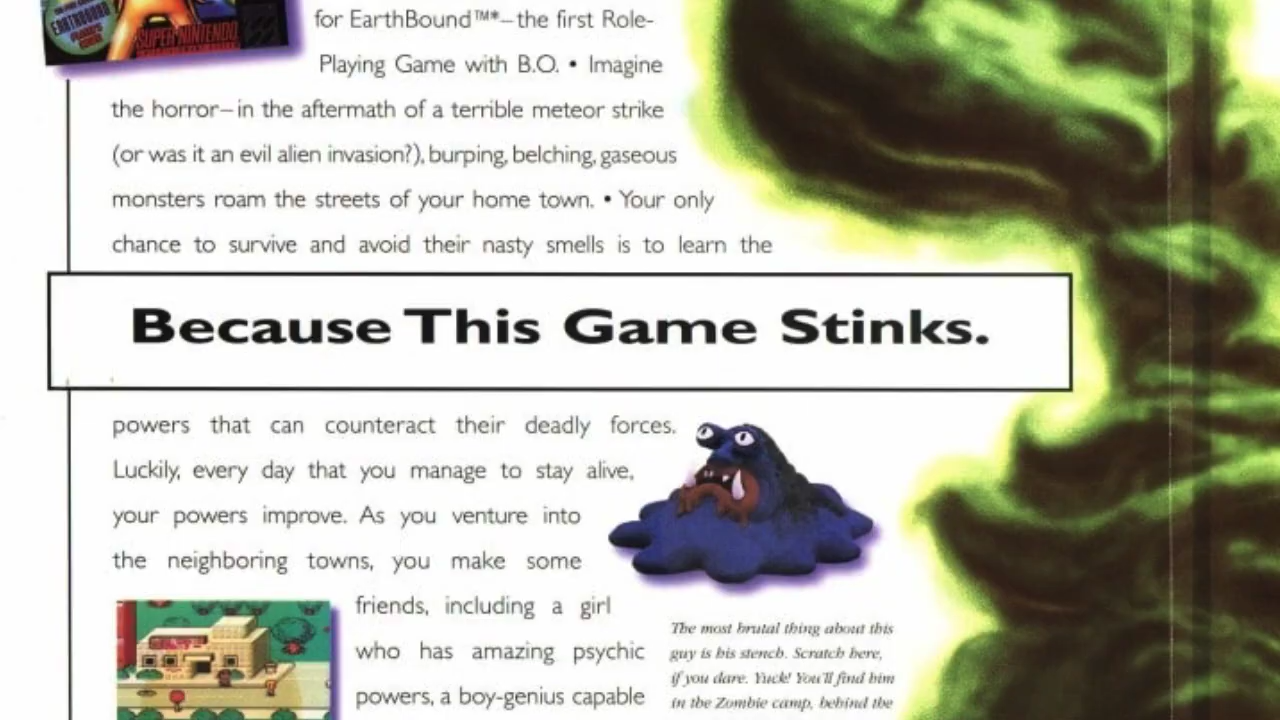 EARTHBOUND
SUPER NINTENDO
for EarthBound™*–the first Role-
Playing Game with B.O. • Imagine
the horror–in the aftermath of a terrible meteor strike
(or was it an evil alien invasion?), burping, belching, gaseous
monsters roam the streets of your home town. • Your only
chance to survive and avoid their nasty smells is to learn the
Because This Game Stinks.
powers that can counteract their deadly forces.
Luckily, every day that you manage to stay alive,
your powers improve. As you venture into
the neighboring towns, you make some
friends, including a girl
who has amazing psychic
powers, a boy-genius capable
The most brutal thing about this
guy is his stench. Scratch here,
if you dare. Yuck! You'll find him
in the Zombie camp, behind the